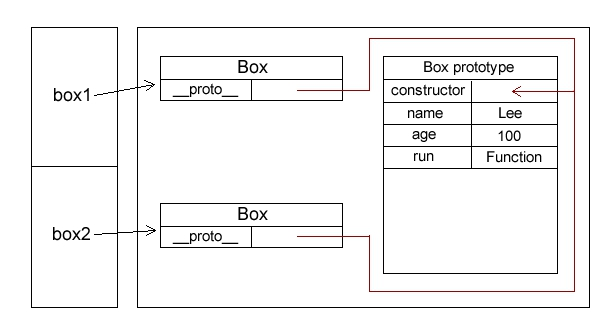 box1
Box
__proto__
Box prototype
constructor
name Lee
age 100
run Function
box2
Box
__proto__